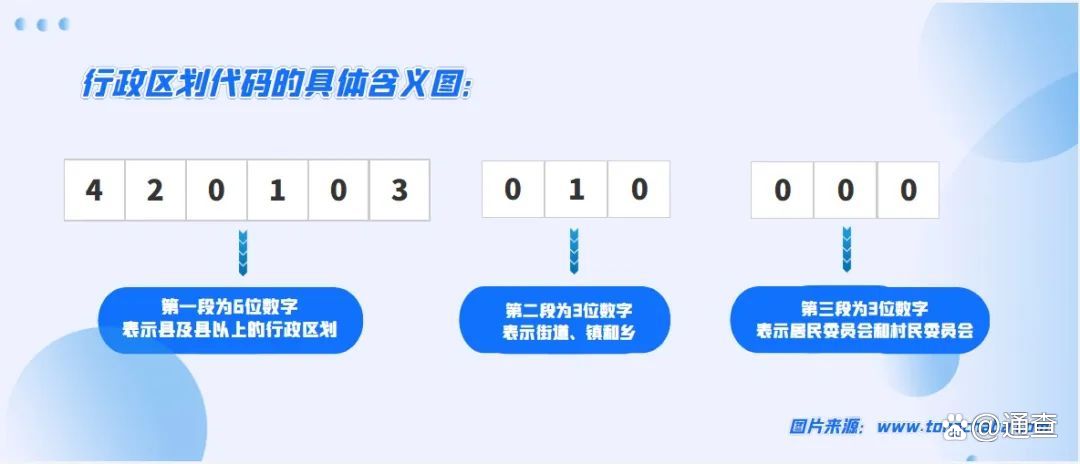 行政区划代码的具体含义图:
4 2 0 1 0 3
0 1 0
0 0 0
第一段为6位数字
表示县及县以上的行政区划
第二段为3位数字
表示街道、镇和乡
第三段为3位数字
表示居民委员会和村民委员会
图片来源:
@通查